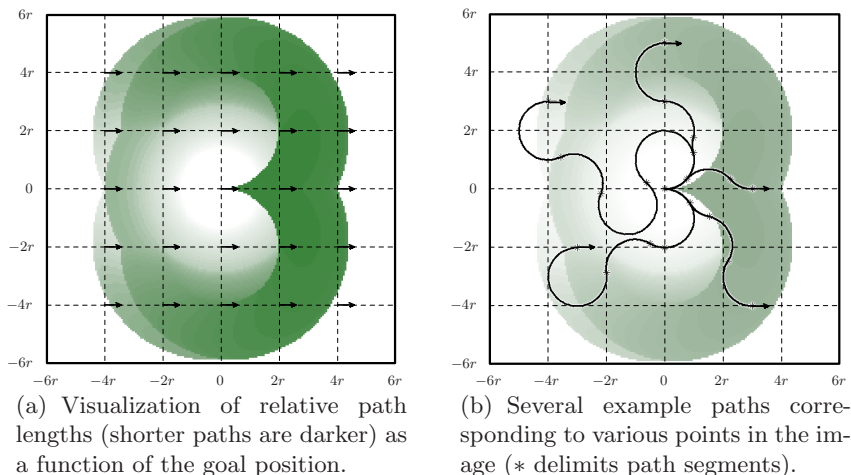 6r
4r
2r
0
−2r
−4r
−6r
−6r −4r −2r 0 2r 4r 6r
(a) Visualization of relative path
lengths (shorter paths are darker) as
a function of the goal position.
6r
4r
2r
0
−2r
−4r
−6r
−6r −4r −2r 0 2r 4r 6r
(b) Several example paths corre-
sponding to various points in the im-
age (∗ delimits path segments).